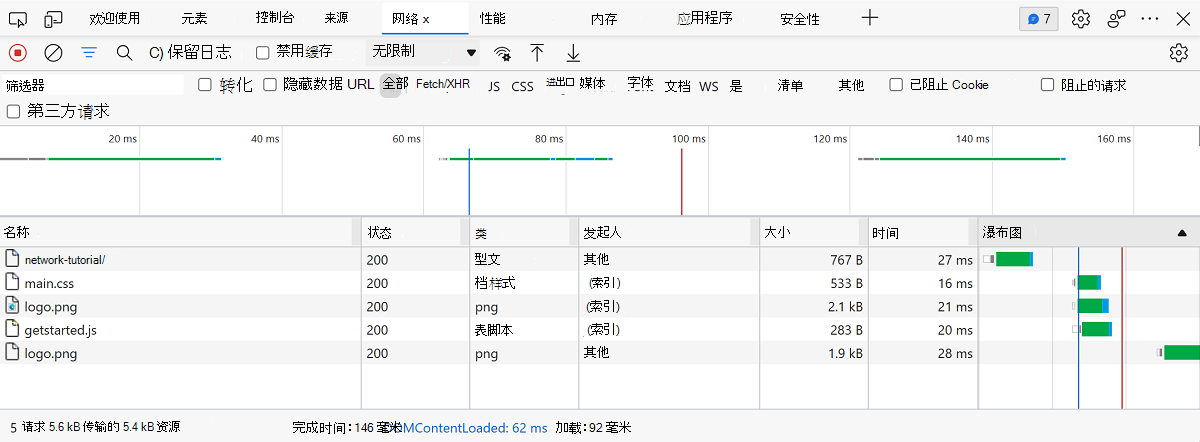 欢迎使用 元素 控制台 来源 网络 x 性能 内存 应用程序 安全性 7
C) 保留日志 禁用缓存 无限制
筛选器 转化 隐藏数据 URL 全部 Fetch/XHR JS CSS 进出口 媒体 字体 文档 WS 是 清单 其他 已阻止 Cookie 阻止的请求
第三方请求
20 ms 40 ms 60 ms 80 ms 100 ms 120 ms 140 ms 160 ms
名称 状态 类 发起人 大小 时间 瀑布图
network-tutorial/ 200 型文 其他 767 B 27 ms
main.css 200 档样式 (索引) 533 B 16 ms
logo.png 200 png (索引) 2.1 kB 21 ms
getstarted.js 200 表脚本 (索引) 283 B 20 ms
logo.png 200 png 其他 1.9 kB 28 ms
5 请求 5.6 kB 传输的 5.4 kB 资源 完成时间：146 毫米 DOMContentLoaded: 62 ms 加载：92 毫米